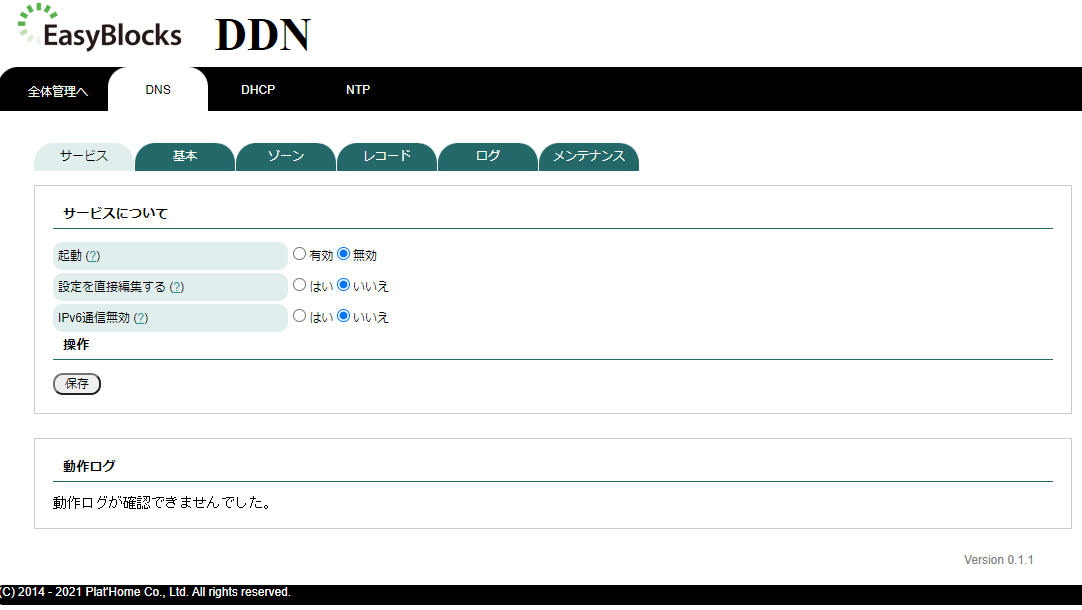 EasyBlocks DDN
全体管理へ DNS DHCP NTP
サービス 基本 ゾーン レコード ログ メンテナンス
サービスについて
起動 (?) 有効 無効
設定を直接編集する (?) はい いいえ
IPv6通信無効 (?) はい いいえ
操作
保存
動作ログ
動作ログが確認できませんでした。
Version 0.1.1
(C) 2014 - 2021 Plat'Home Co., Ltd. All rights reserved.